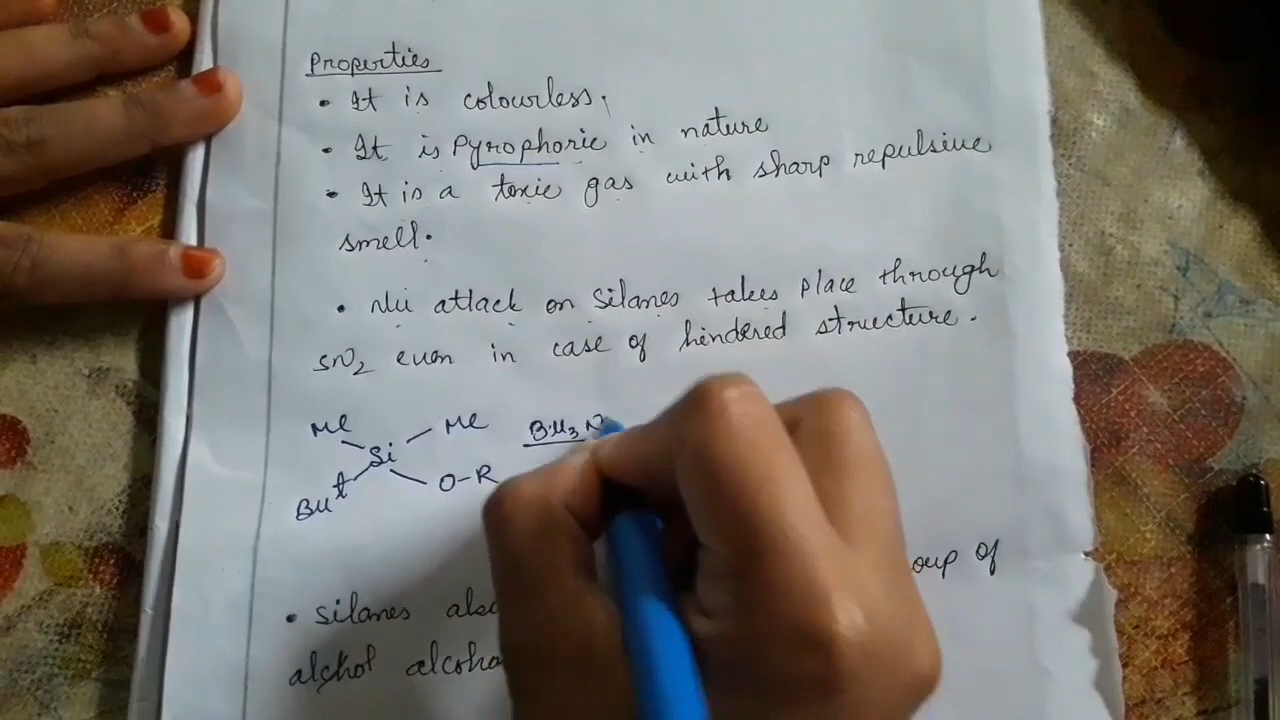 Properties
• It is colourless.
• It is Pyrophoric in nature
• It is a toxic gas with sharp repulsive
smell.
• Nu attack on Silanes takes place through
SN2 even in case of hindered structure.
Me Me Bu3N
Si
But O-R
• Silanes also oup of
alchol alcoho